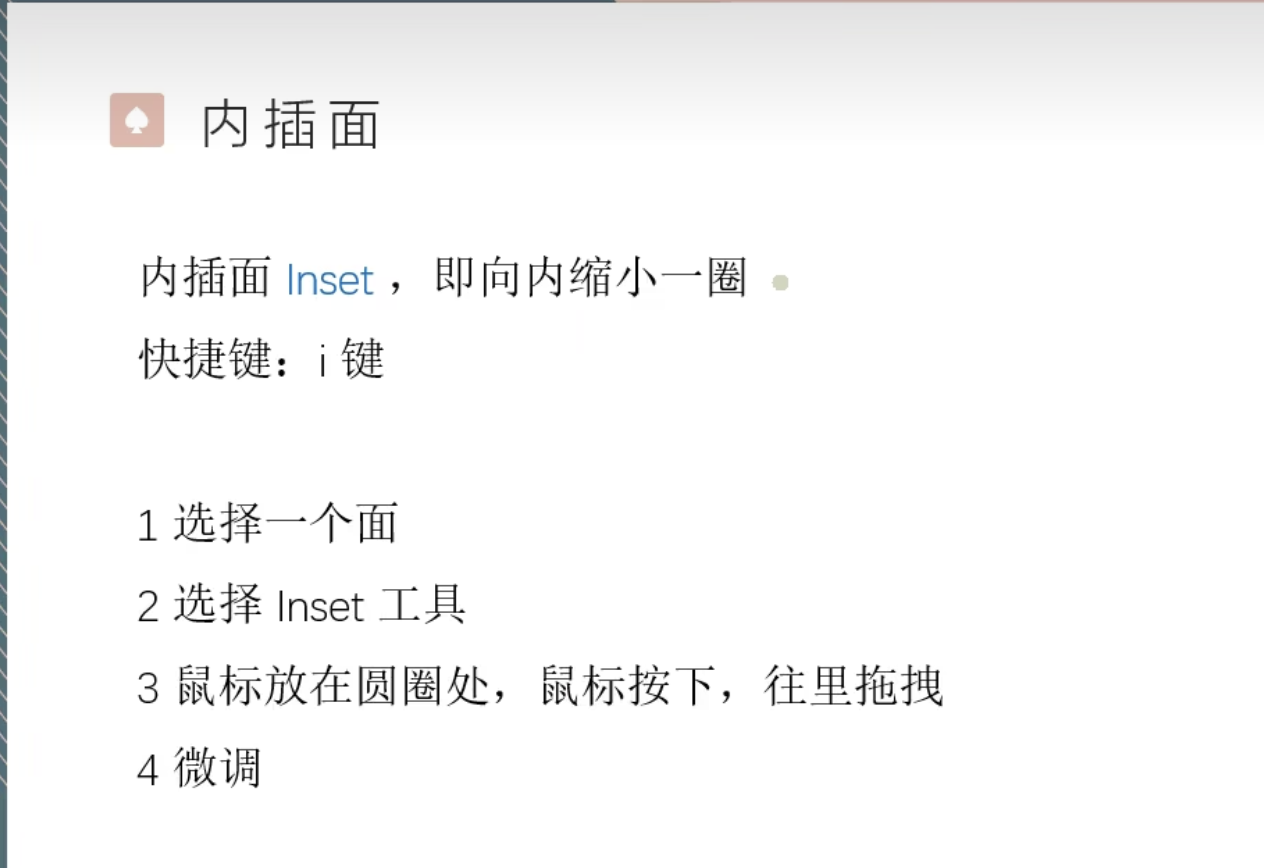 内插面
内插面 Inset ，即向内缩小一圈
快捷键：i 键
1 选择一个面
2 选择 Inset 工具
3 鼠标放在圆圈处，鼠标按下，往里拖拽
4 微调